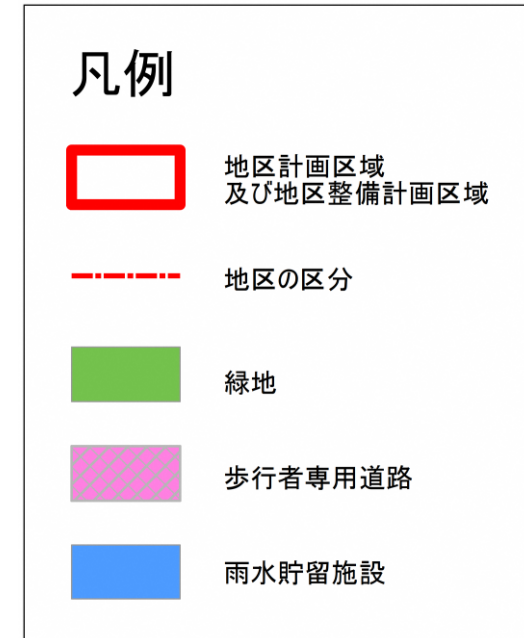 凡例
地区計画区域
及び地区整備計画区域
地区の区分
緑地
歩行者専用道路
雨水貯留施設